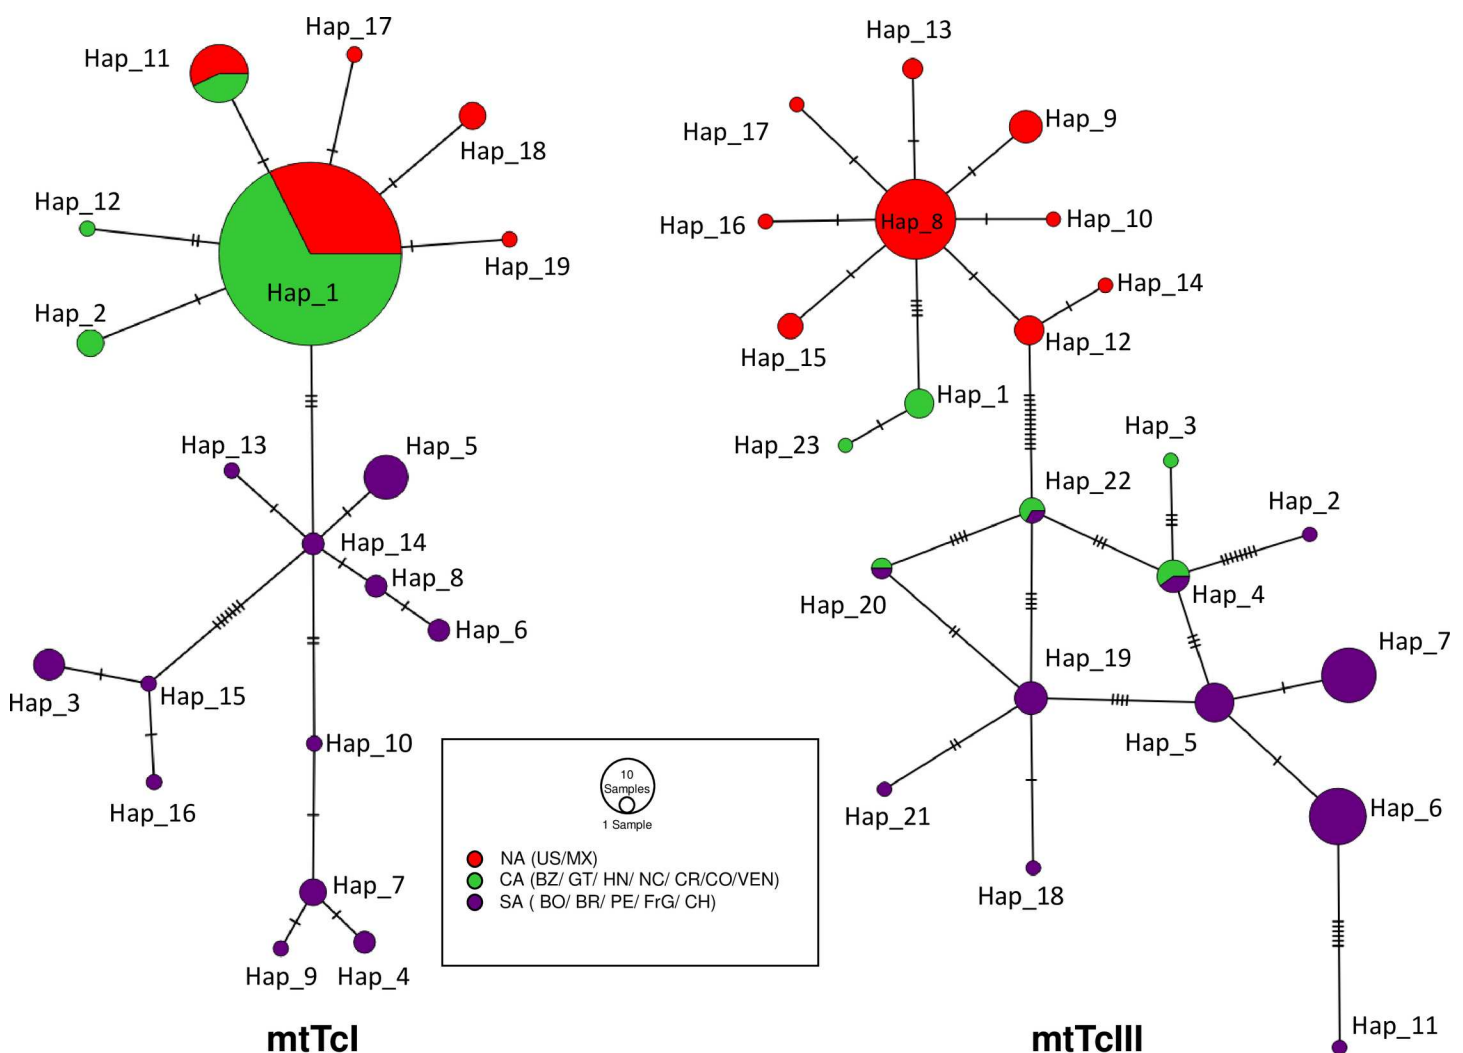 Hap_17
Hap_11
Hap_18
Hap_12
Hap_19
Hap_1
Hap_2
Hap_13
Hap_5
Hap_14
Hap_8
Hap_6
Hap_3
Hap_15
Hap_10
Hap_16
Hap_7
Hap_9
Hap_4
mtTcI
10
Samples
1 Sample
NA (US/MX)
CA (BZ/ GT/ HN/ NC/ CR/CO/VEN)
SA ( BO/ BR/ PE/ FrG/ CH)
Hap_13
Hap_17
Hap_9
Hap_16
Hap_8
Hap_10
Hap_14
Hap_15
Hap_12
Hap_1
Hap_23
Hap_3
Hap_22
Hap_2
Hap_20
Hap_4
Hap_19
Hap_7
Hap_5
Hap_21
Hap_6
Hap_18
Hap_11
mtTcIII